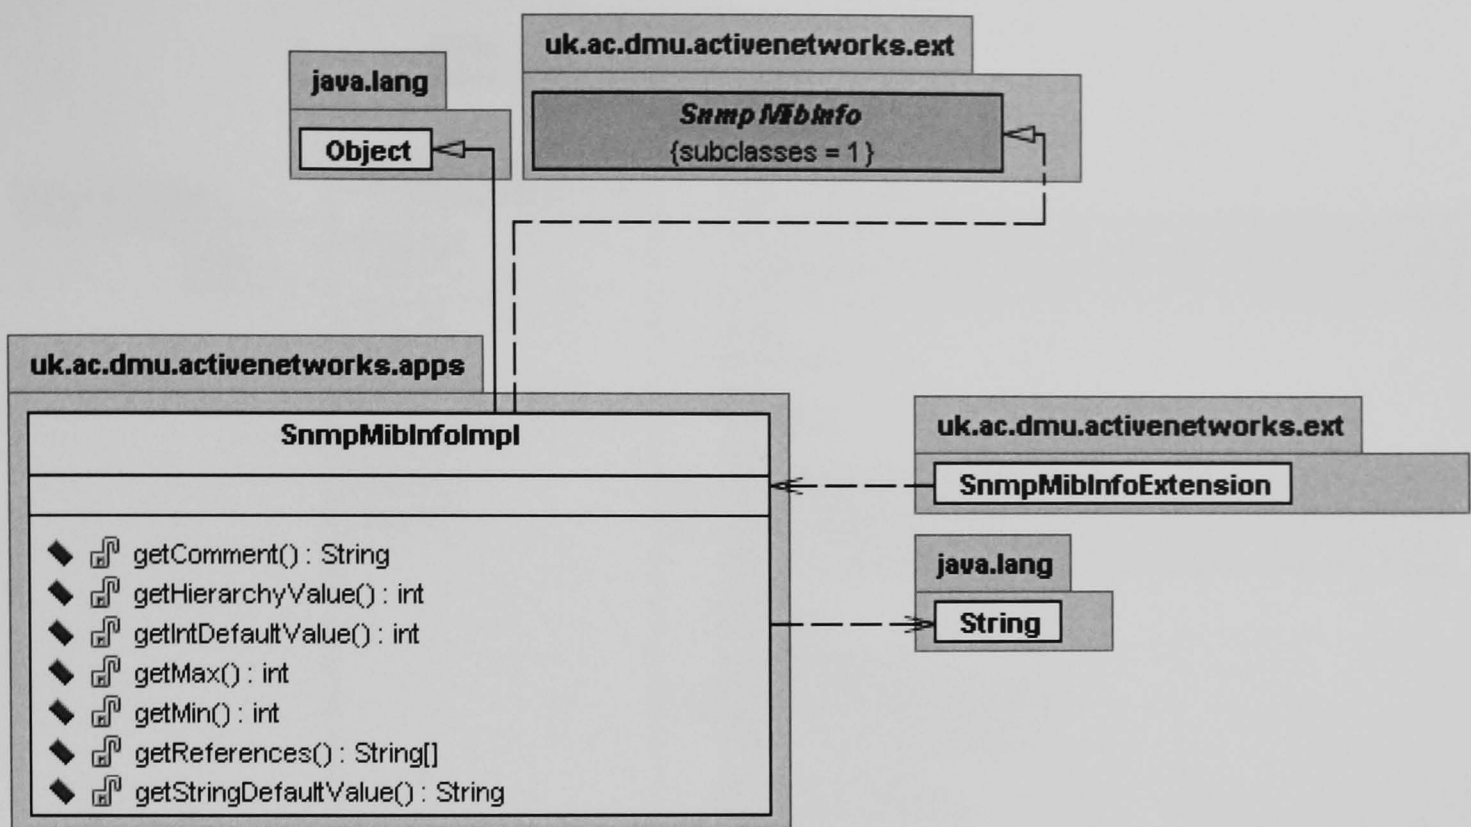 uk.ac.dmu.activenetworks.ext
java.lang
SnmpMibInfo
{subclasses = 1}
Object
uk.ac.dmu.activenetworks.apps
SnmpMibInfoImpl
uk.ac.dmu.activenetworks.ext
SnmpMibInfoExtension
getComment() : String
java.lang
getHierarchyValue() : int
String
getIntDefaultValue() : int
getMax() : int
getMin() : int
getReferences() : String[]
getStringDefaultValue() : String